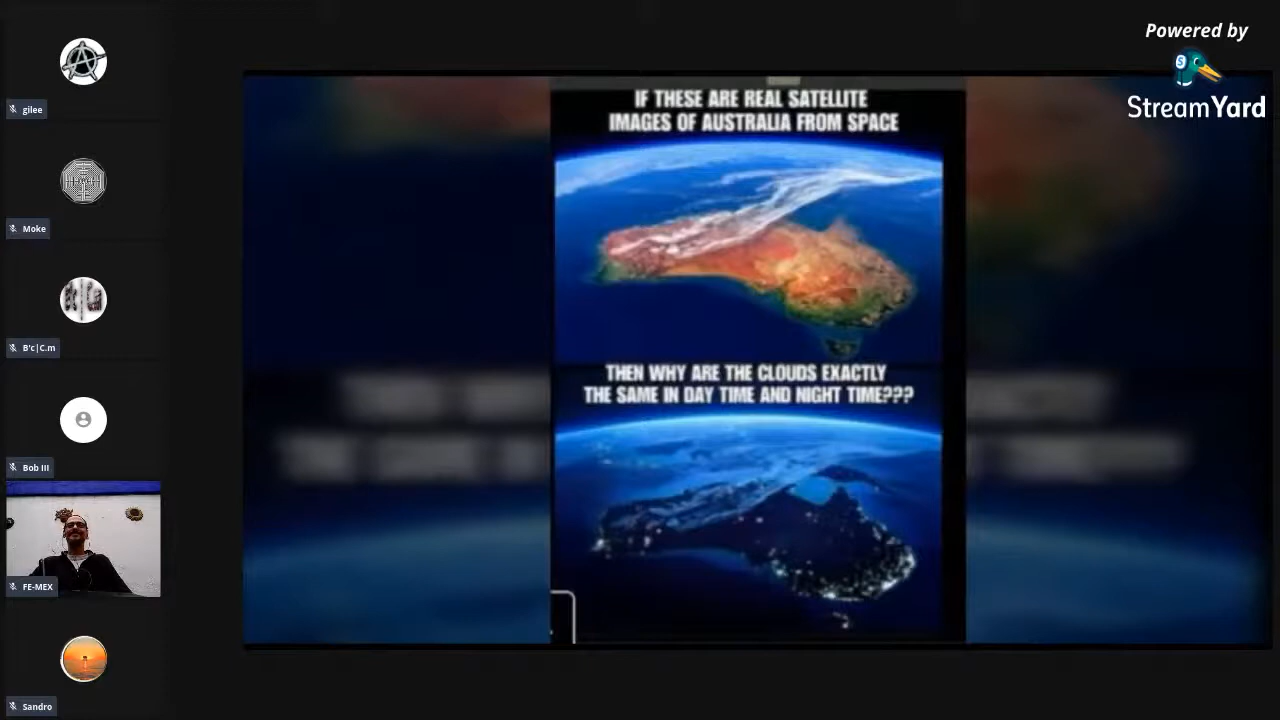 Powered by
StreamYard
gilee
Moke
B'c|C.m
Bob III
FE-MEX
Sandro
IF THESE ARE REAL SATELLITE
IMAGES OF AUSTRALIA FROM SPACE
THEN WHY ARE THE CLOUDS EXACTLY
THE SAME IN DAY TIME AND NIGHT TIME???